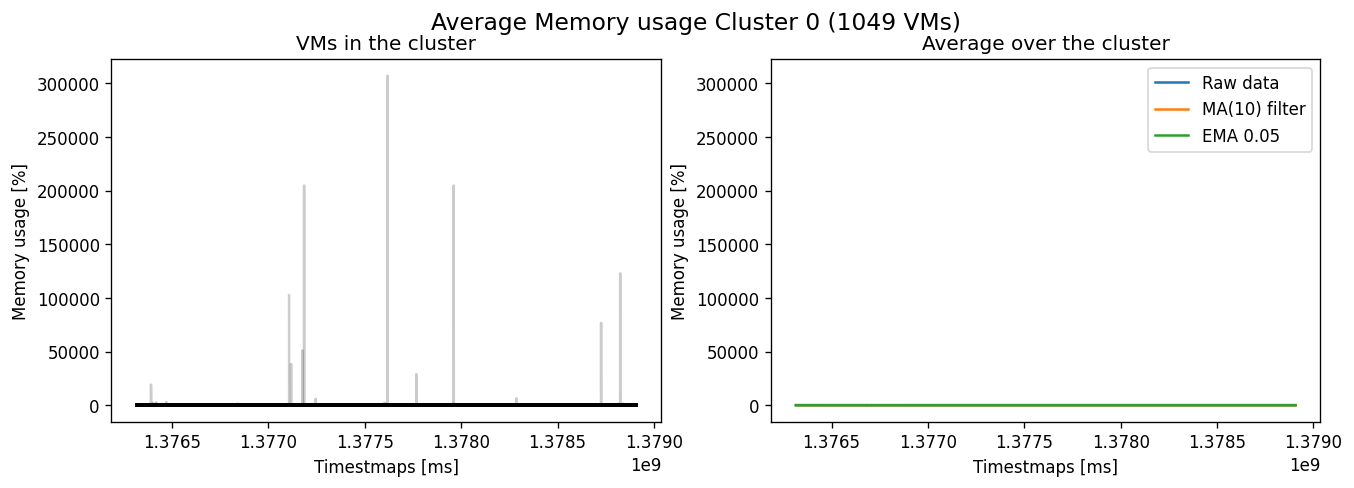 Average Memory usage Cluster 0 (1049 VMs)
VMs in the cluster
Memory usage [%]
300000
250000
200000
150000
100000
50000
0
1.3765 1.3770 1.3775 1.3780 1.3785 1.3790
1e9
Timestmaps [ms]
Average over the cluster
Memory usage [%]
300000
250000
200000
150000
100000
50000
0
Raw data
MA(10) filter
EMA 0.05
1.3765 1.3770 1.3775 1.3780 1.3785 1.3790
1e9
Timestmaps [ms]